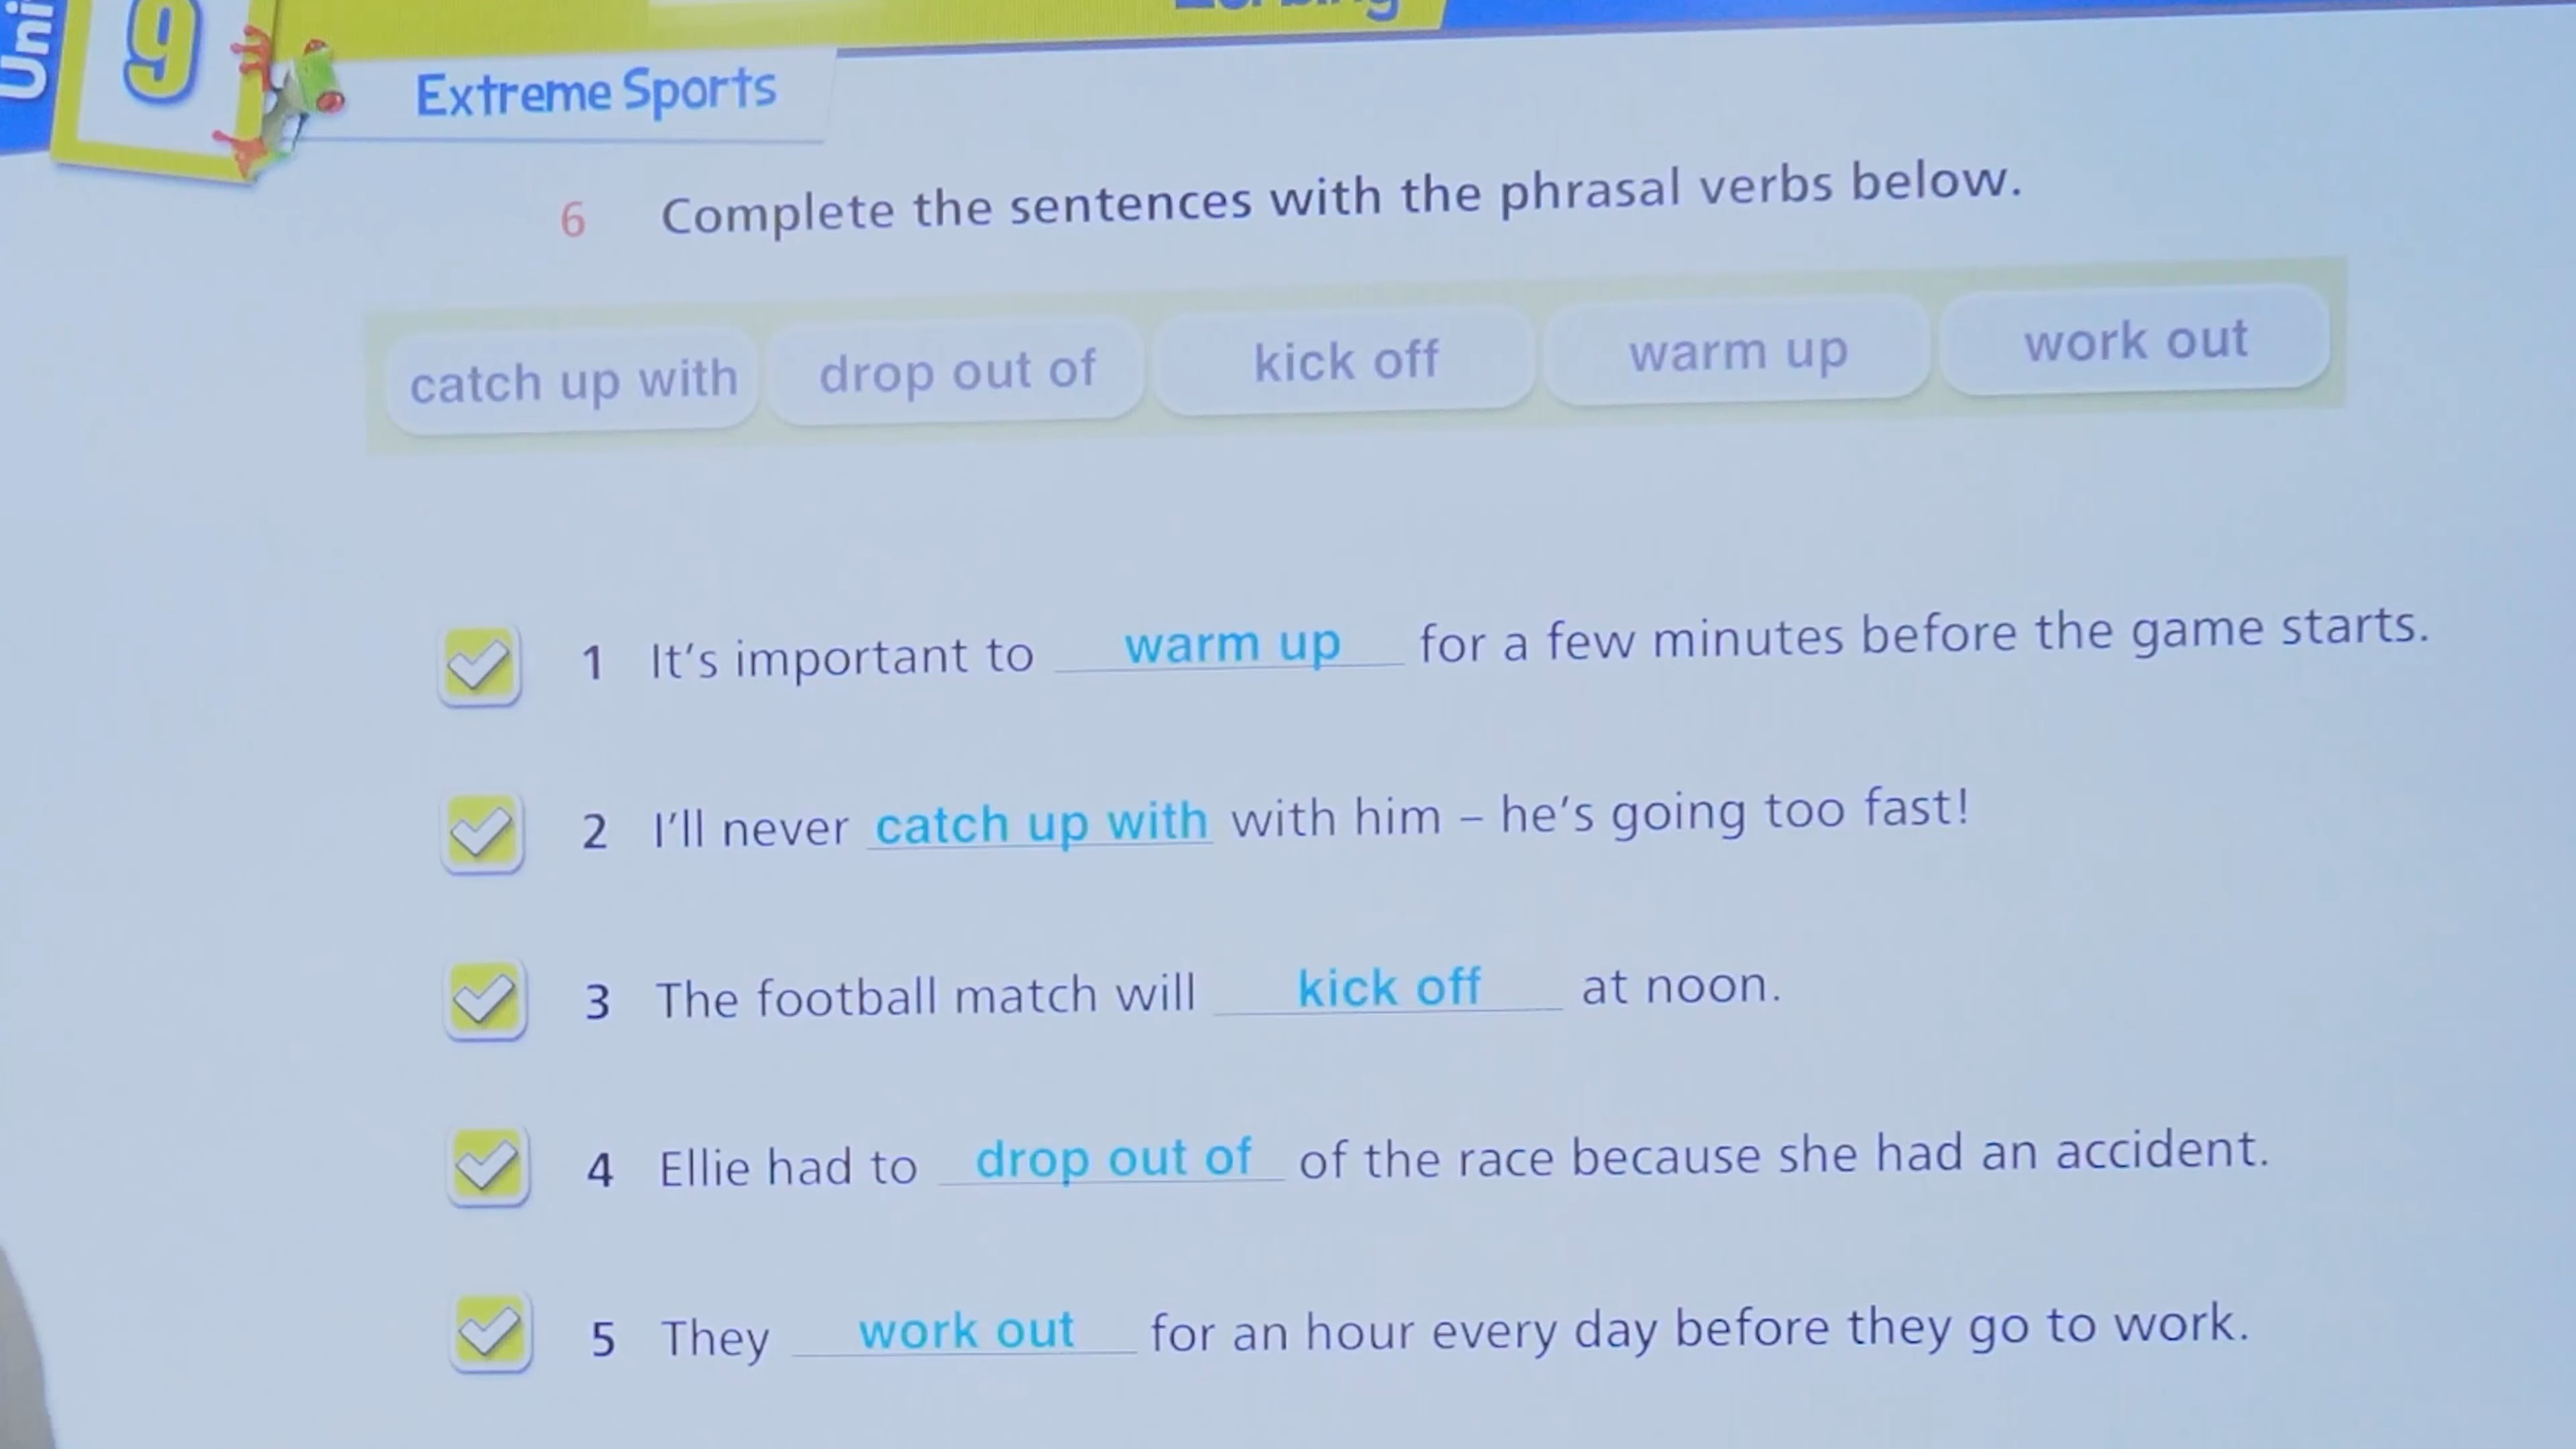 9
Extreme Sports
6 Complete the sentences with the phrasal verbs below.
catch up with drop out of kick off warm up work out
1 It's important to warm up for a few minutes before the game starts.
2 I'll never catch up with with him – he's going too fast!
3 The football match will kick off at noon.
4 Ellie had to drop out of of the race because she had an accident.
5 They work out for an hour every day before they go to work.